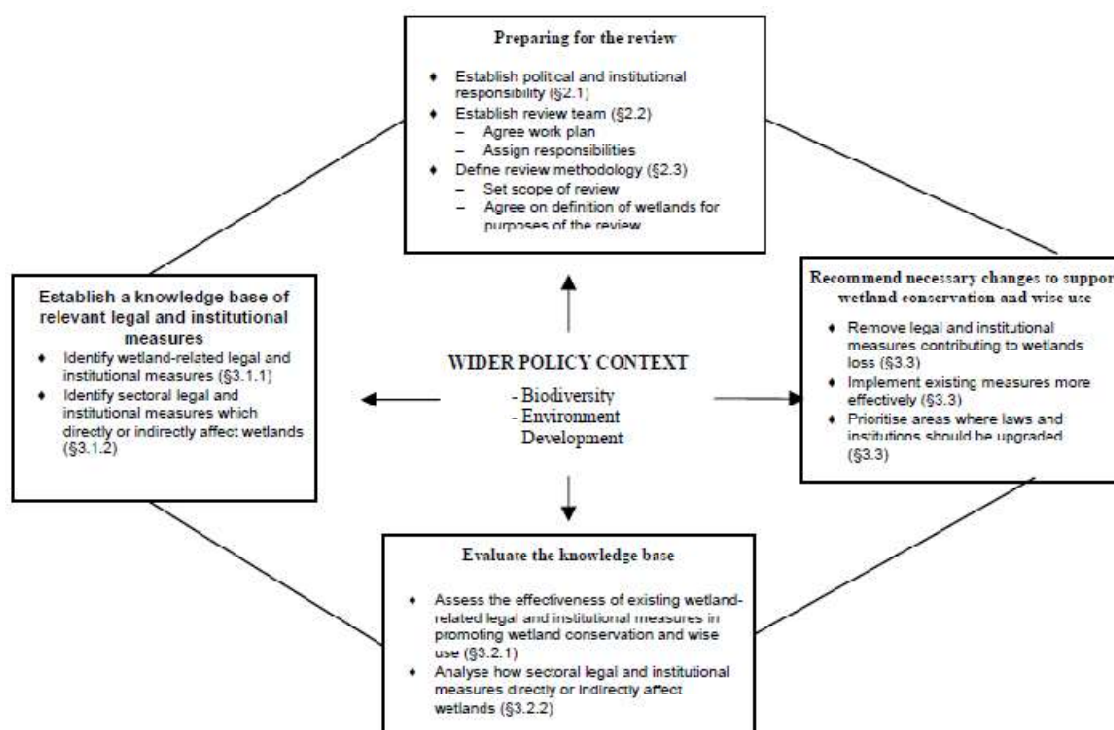 Preparing for the review
♦ Establish political and institutional
responsibility (§2.1)
♦ Establish review team (§2.2)
– Agree work plan
– Assign responsibilities
♦ Define review methodology (§2.3)
– Set scope of review
– Agree on definition of wetlands for
purposes of the review
Establish a knowledge base of
relevant legal and institutional
measures
♦ Identify wetland-related legal and
institutional measures (§3.1.1)
♦ Identify sectoral legal and
institutional measures which
directly or indirectly affect wetlands
(§3.1.2)
WIDER POLICY CONTEXT
- Biodiversity
- Environment
Development
Recommend necessary changes to support
wetland conservation and wise use
♦ Remove legal and institutional
measures contributing to wetlands
loss (§3.3)
♦ Implement existing measures more
effectively (§3.3)
♦ Prioritise areas where laws and
institutions should be upgraded
(§3.3)
Evaluate the knowledge base
♦ Assess the effectiveness of existing wetland-
related legal and institutional measures in
promoting wetland conservation and wise
use (§3.2.1)
♦ Analyse how sectoral legal and institutional
measures directly or indirectly affect
wetlands (§3.2.2)